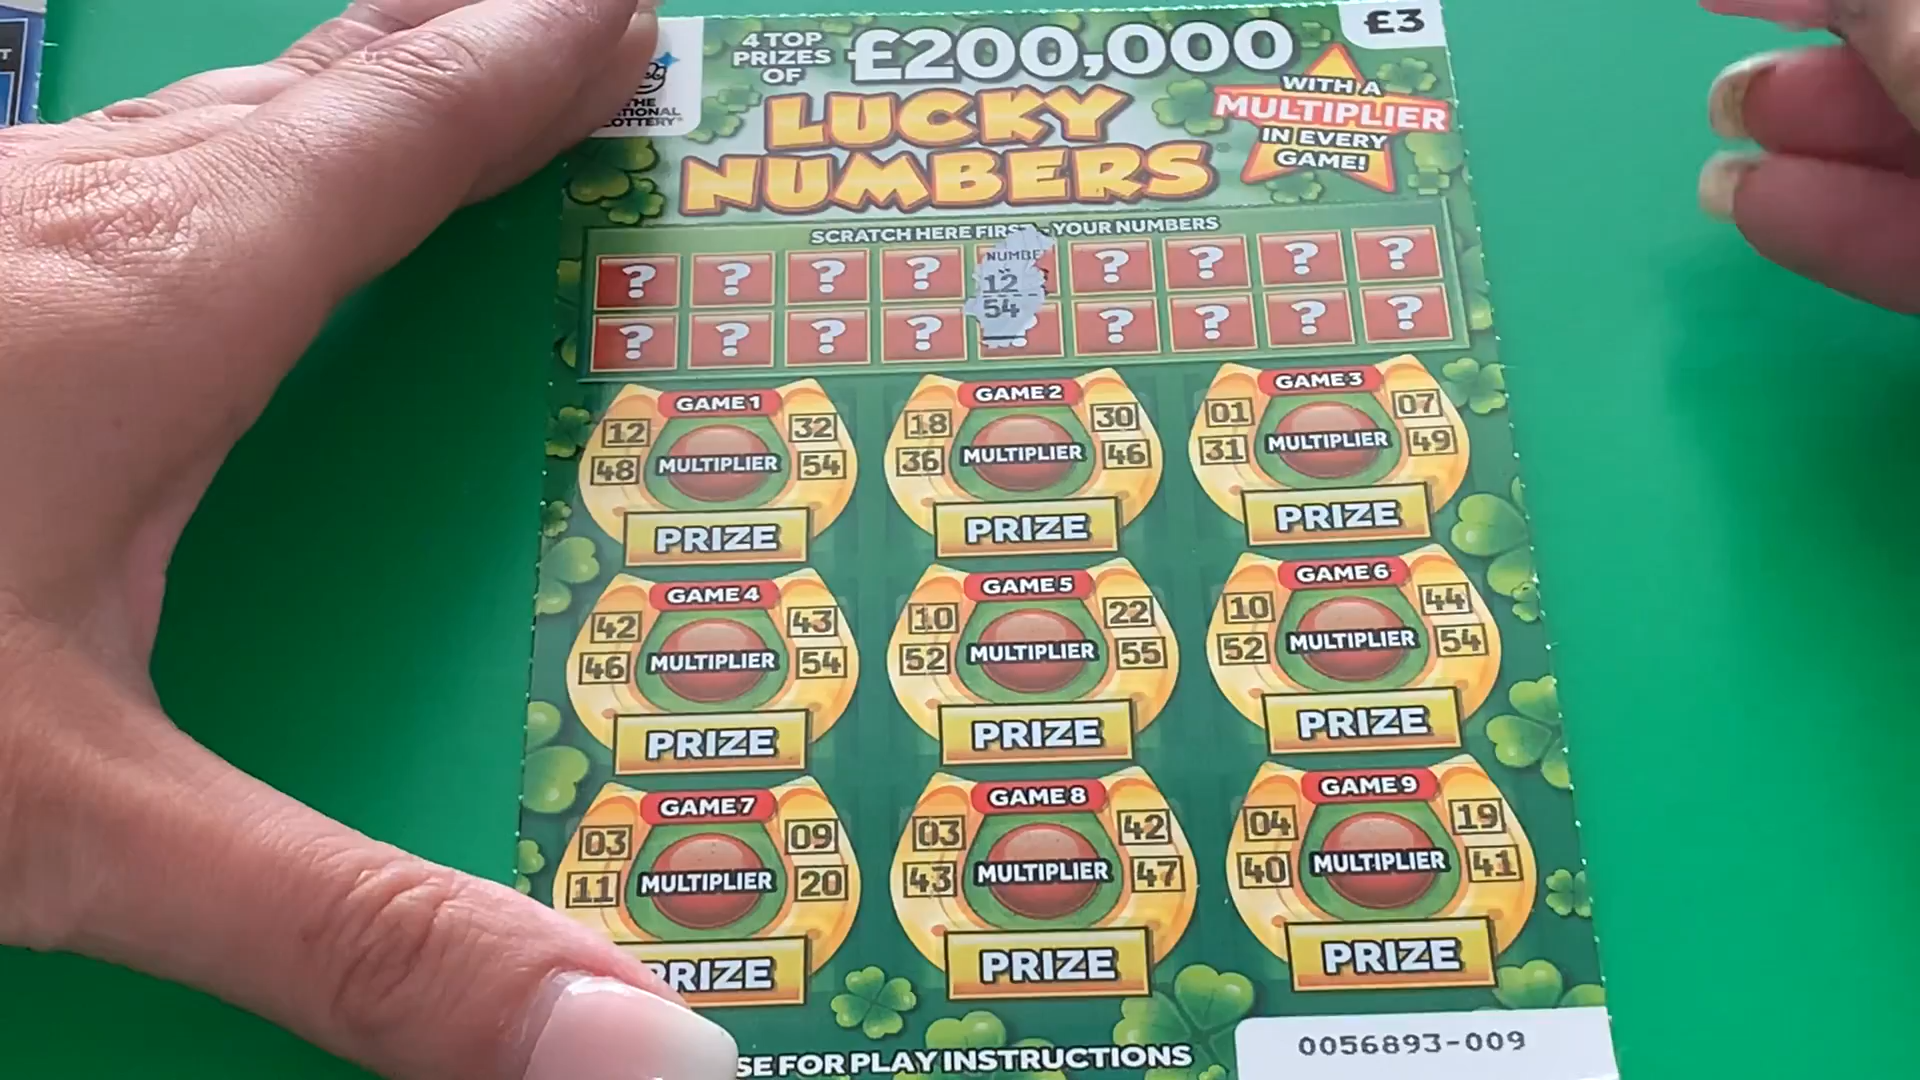 T
£3
4 TOP
PRIZES
OF
£200,000
THE
TIONAL
OTTERY
LUCKY
NUMBERS
WITH A
MULTIPLIER
IN EVERY
GAME!
SCRATCH HERE FIRST - YOUR NUMBERS
? ? ? ? NUMBE ? ? ? ?
12
54
? ? ? ? ? ? ? ? ?
GAME 1
12 32
48 MULTIPLIER 54
PRIZE
GAME 2
18 30
36 MULTIPLIER 46
PRIZE
GAME 3
01 07
31 MULTIPLIER 49
PRIZE
GAME 4
42 43
46 MULTIPLIER 54
PRIZE
GAME 5
10 22
52 MULTIPLIER 55
PRIZE
GAME 6
10 44
52 MULTIPLIER 54
PRIZE
GAME 7
03 09
11 MULTIPLIER 20
PRIZE
GAME 8
03 42
43 MULTIPLIER 47
PRIZE
GAME 9
04 19
40 MULTIPLIER 41
PRIZE
SE FOR PLAY INSTRUCTIONS
0056893-009